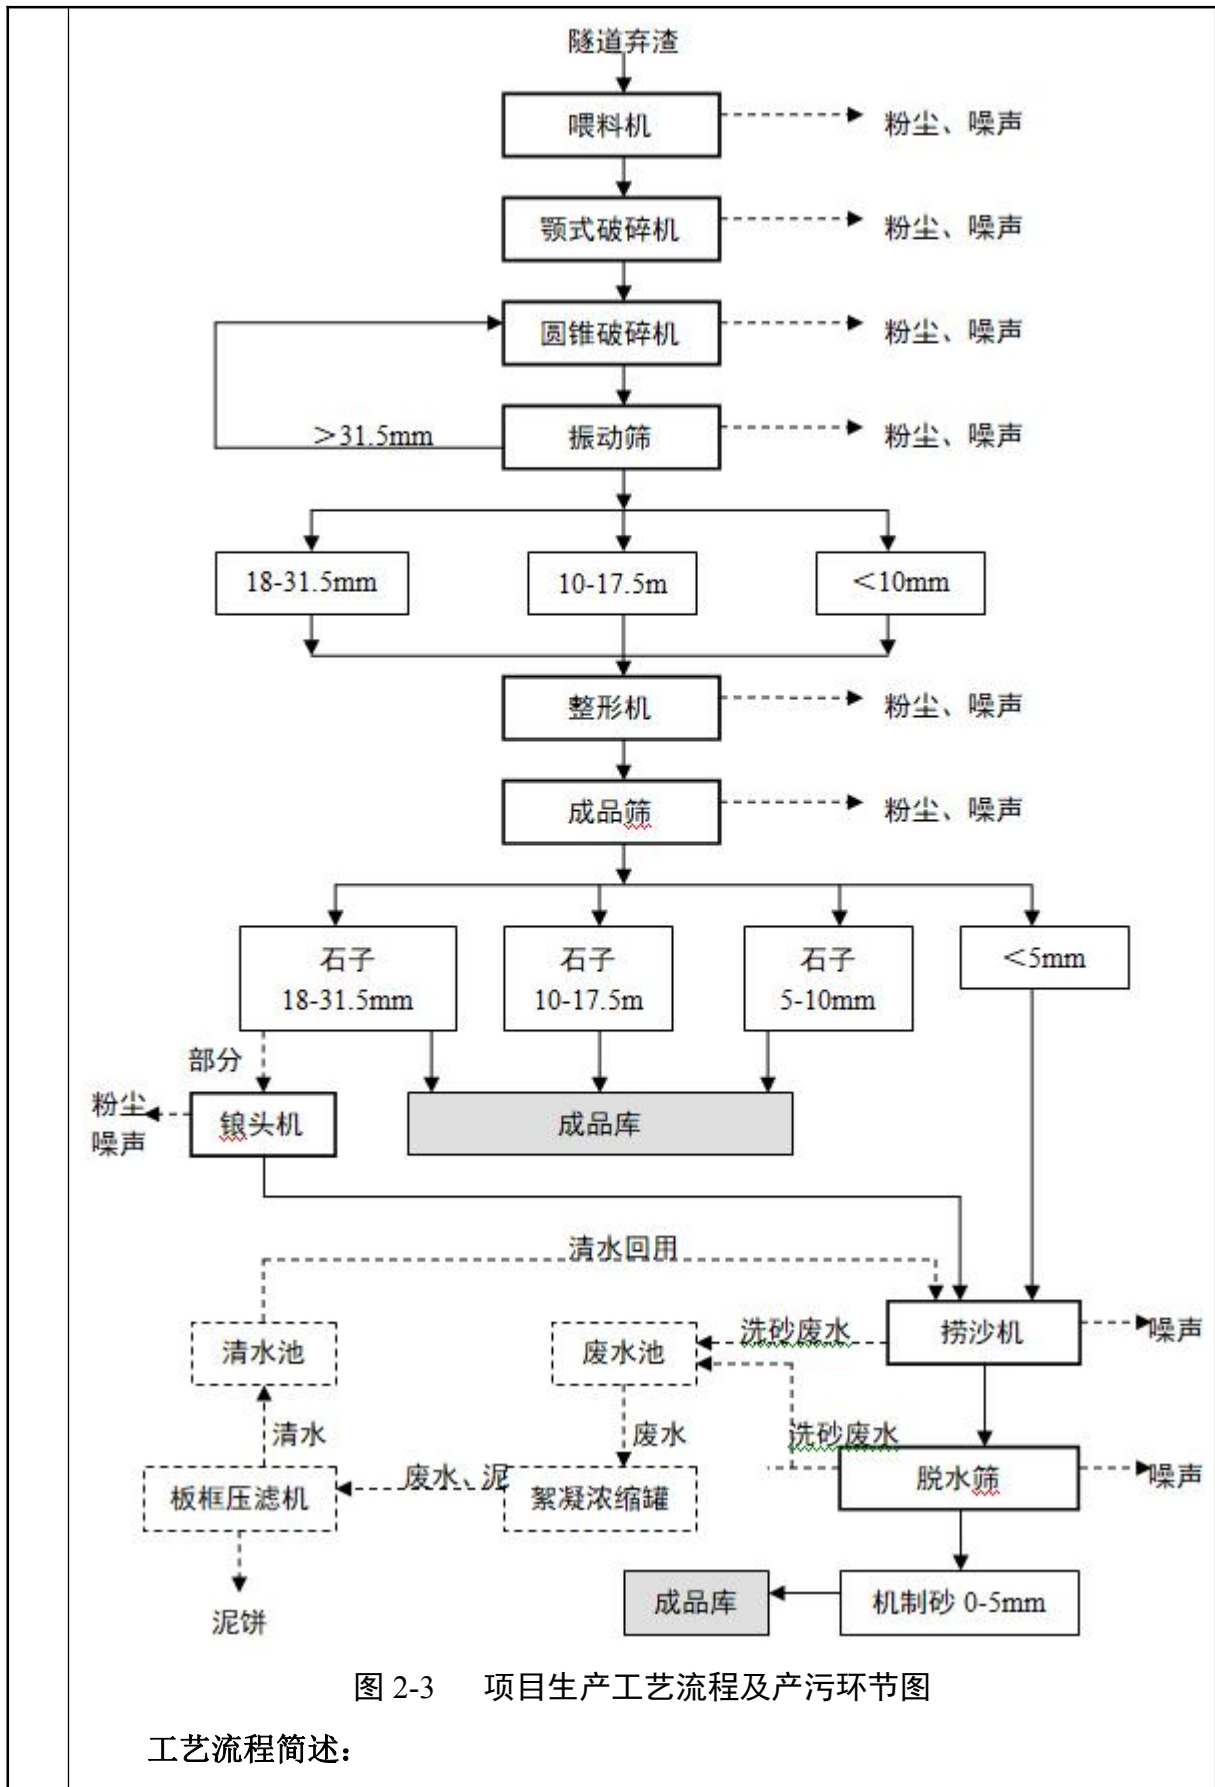 隧道弃渣
喂料机
粉尘、噪声
颚式破碎机
粉尘、噪声
圆锥破碎机
粉尘、噪声
>31.5mm
振动筛
粉尘、噪声
18-31.5mm
10-17.5m
<10mm
整形机
粉尘、噪声
成品筛
粉尘、噪声
石子
18-31.5mm
石子
10-17.5m
石子
5-10mm
<5mm
部分
粉尘
噪声
锒头机
成品库
清水回用
清水池
废水池
洗砂废水
捞沙机
噪声
清水
废水
洗砂废水
板框压滤机
废水、泥
絮凝浓缩罐
脱水筛
噪声
泥饼
成品库
机制砂 0-5mm
图 2-3 项目生产工艺流程及产污环节图
工艺流程简述：